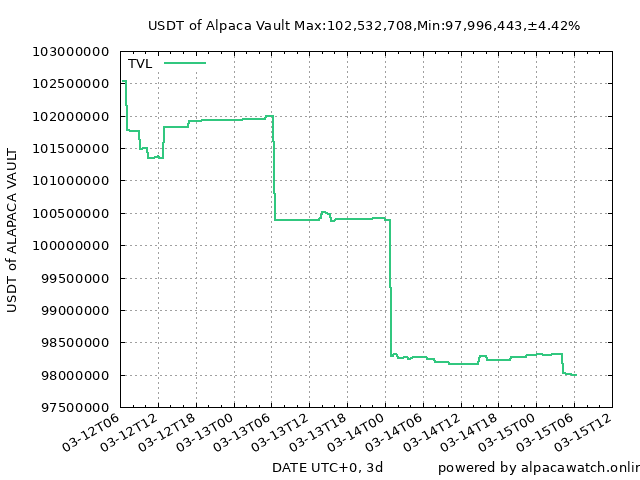 USDT of Alpaca Vault Max:102,532,708,Min:97,996,443,±4.42%
TVL
103000000
102500000
102000000
101500000
101000000
100500000
100000000
99500000
99000000
98500000
98000000
97500000
USDT of ALAPACA VAULT
03-12T06
03-12T12
03-12T18
03-13T00
03-13T06
03-13T12
03-13T18
03-14T00
03-14T06
03-14T12
03-14T18
03-15T00
03-15T06
03-15T12
DATE UTC+0, 3d
powered by alpacawatch.onlin